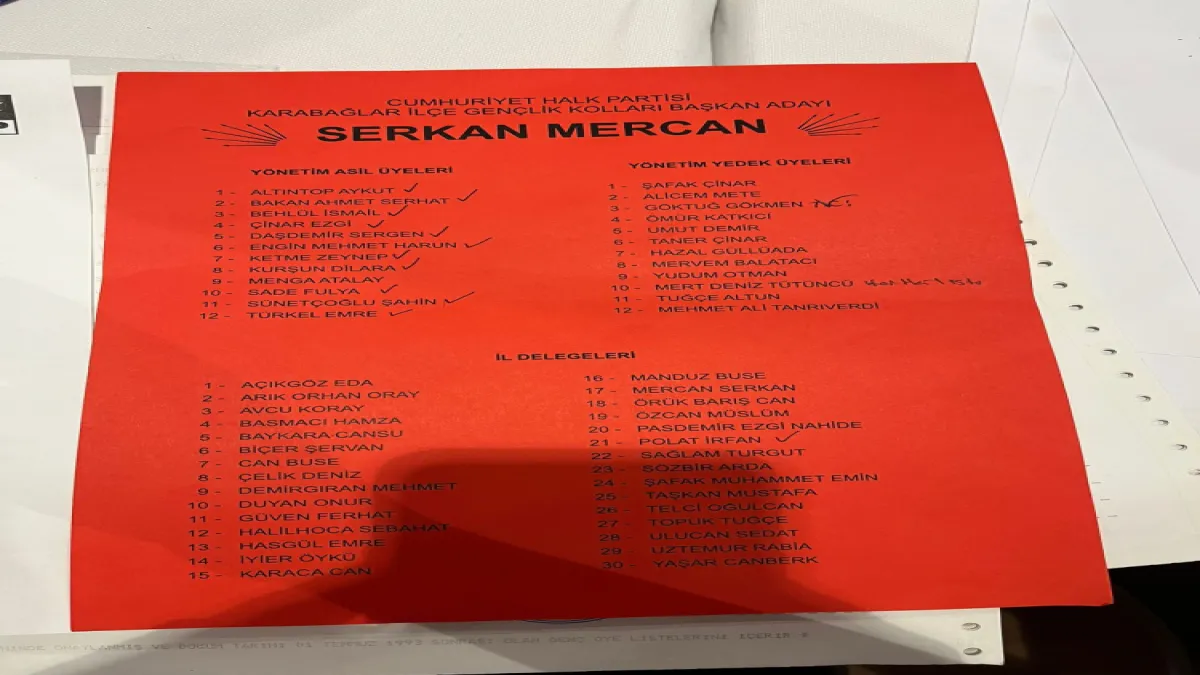 CUMHURİYET HALK PARTİSİ
KARABAĞLAR İLÇE GENÇLİK KOLLARI BAŞKAN ADAYI
SERKAN MERCAN
YÖNETİM ASIL ÜYELERİ
1 - ALTINTOP AYKUT
2 - BAKAN AHMET SERHAT
3 - BEHLÜL İSMAİL
4 - ÇİNAR EZGİ
5 - DAŞDEMİR SERGEN
6 - ENGİN MEHMET HARUN
7 - KETME ZEYNEP
8 - KURŞUN DİLARA
9 - MENGA ATALAY
10 - SADE FULYA
11 - SÜNETÇOĞLU ŞAHİN
12 - TÜRKEL EMRE
YÖNETİM YEDEK ÜYELERİ
1 - ŞAFAK ÇİNAR
2 - ALİCEM METE
3 - GÖKTUĞ GÖKMEN
4 - ÖMÜR KATKICI
5 - UMUT DEMİR
6 - TANER ÇİNAR
7 - HAZAL GÜLLÜADA
8 - MERVEM BALATACI
9 - YUDUM OTMAN
10 - MERT DENİZ TÜTÜNCÜ
11 - TUĞÇE ALTUN
12 - MEHMET ALİ TANRIVERDİ
İL DELEGELERİ
1 - AÇIKGÖZ EDA
2 - ARIK ORHAN ORAY
3 - AVCU KORAY
4 - BASMACI HAMZA
5 - BAYKARA CANSU
6 - BİÇER ŞERVAN
7 - CAN BUSE
8 - ÇELİK DENİZ
9 - DEMİRGIRAN MEHMET
10 - DUYAN ONUR
11 - GÜVEN FERHAT
12 - HALİLHOCA SEBAHAT
13 - HASGÜL EMRE
14 - İYİER ÖYKÜ
15 - KARACA CAN
16 - MANDUZ BUSE
17 - MERCAN SERKAN
18 - ÖRÜK BARIŞ CAN
19 - ÖZCAN MÜSLÜM
20 - PASDEMİR EZGİ NAHİDE
21 - POLAT İRFAN
22 - SAĞLAM TURGUT
23 - SÖZBİR ARDA
24 - ŞAFAK MUHAMMET EMİN
25 - TAŞKAN MUSTAFA
26 - TELCİ OĞULCAN
27 - TOPUK TUĞÇE
28 - ULUCAN SEDAT
29 - UZTEMUR RABİA
30 - YAŞAR CANBERK